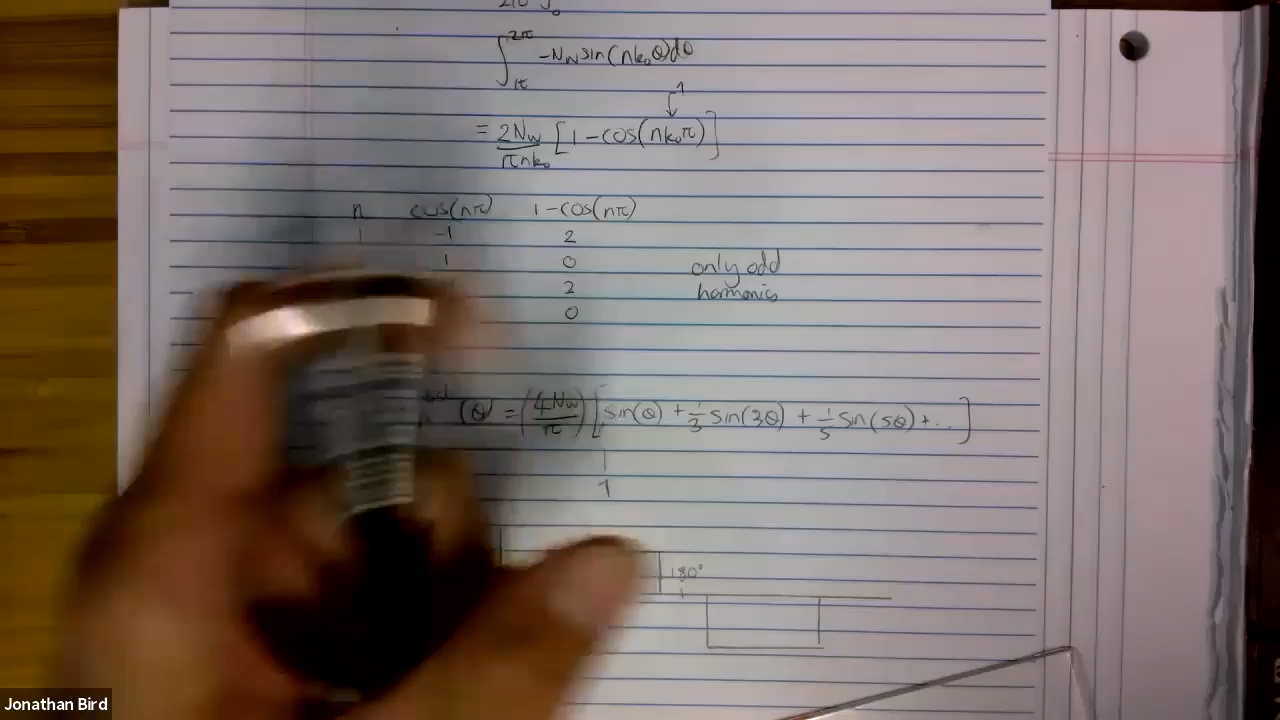 ∫_{1π}^{2π} -N_w sin(nk₀θ)dθ
1
= 2N_w/(πnk₀) [1-cos(nk₀π)]
n cos(nπ) 1-cos(nπ)
1 -1 2
1 0 only odd
2 harmonics
0
(θ) = (4N_w/π) [sin(θ) + 1/3 sin(3θ) + 1/5 sin(5θ) + ...]
1
180°
Jonathan Bird